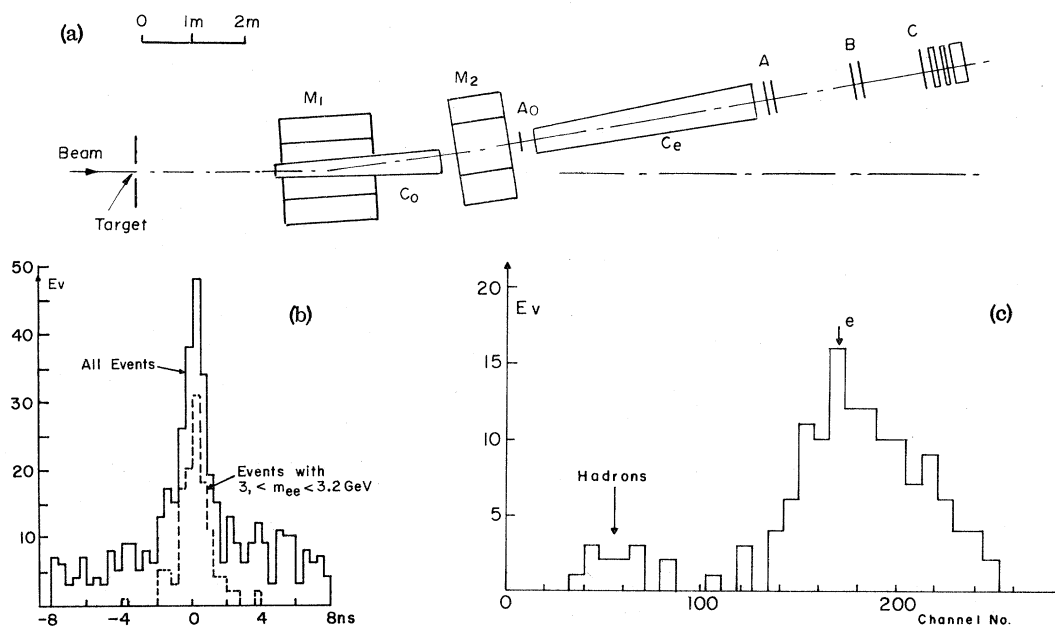 (a)
0 1m 2m
M1
M2
A0
A
B
C
Beam
Target
C0
Ce
50
Ev
(b)
40
All Events
30
20
Events with
3, < mee < 3.2 GeV
10
-8 -4 0 4 8ns
20
Ev
(c)
e
15
10
Hadrons
5
0 100 200
Channel No.